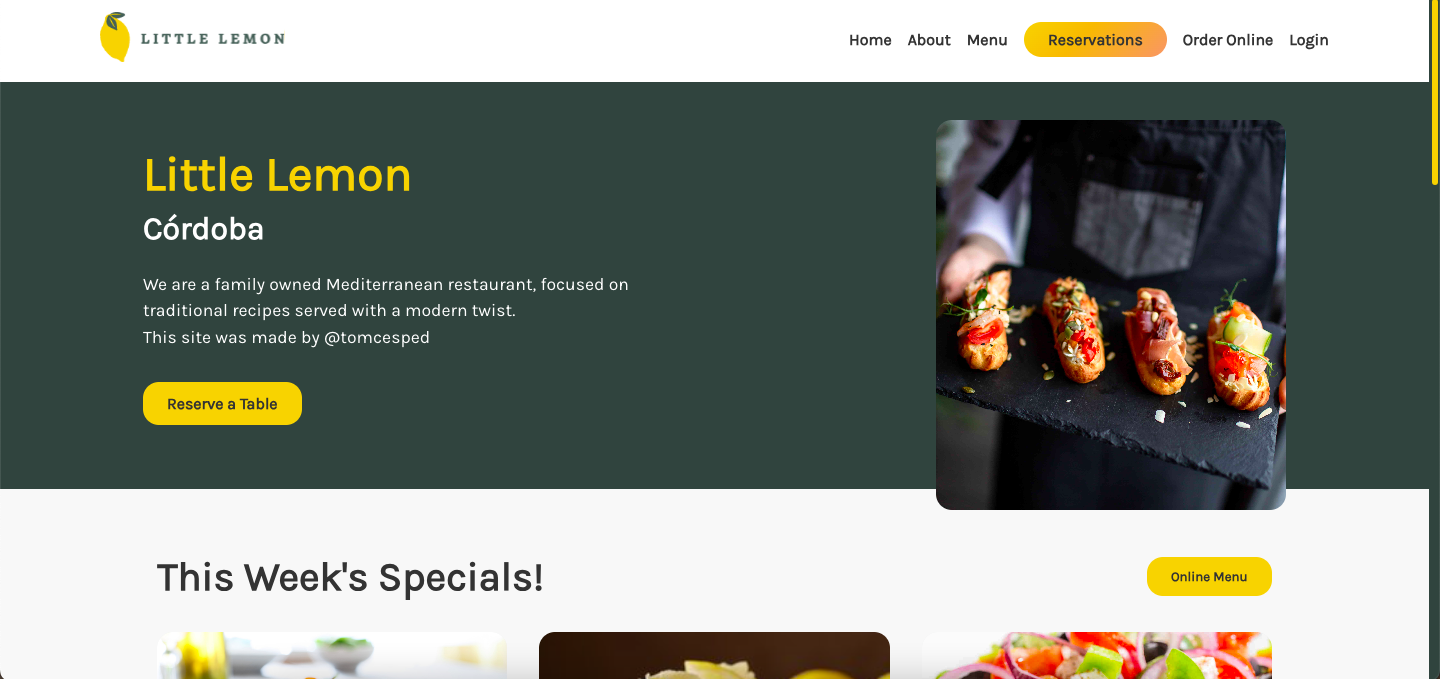 LITTLE LEMON
Home About Menu Reservations Order Online Login
Little Lemon
Córdoba
We are a family owned Mediterranean restaurant, focused on
traditional recipes served with a modern twist.
This site was made by @tomcesped
Reserve a Table
This Week's Specials!
Online Menu